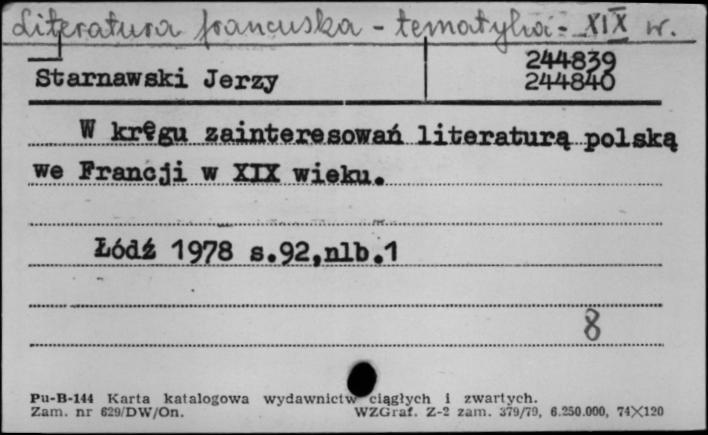 Literatura francuska - tematyka - XIX w.
Starnawski Jerzy
244839
244840
W kręgu zainteresowań literaturą polską
we Francji w XIX wieku.
Łódź 1978 s.92,nlb.1
8
Pu-B-144 Karta katalogowa wydawnictw ciągłych i zwartych.
Zam. nr 629/DW/On. WZGraf. Z-2 zam. 379/79, 6.250.000, 74×120